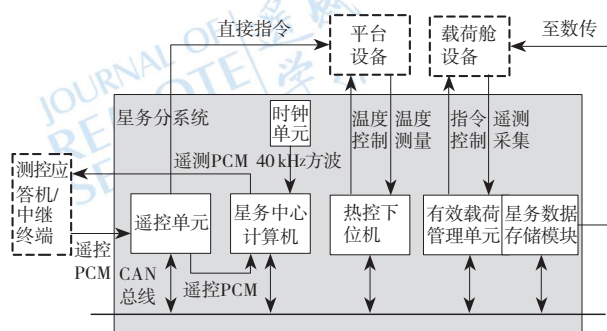 JOURNAL OF
REMOTE
直接指令
平台
设备
载荷舱
设备
至数传
星务分系统
时钟
单元
温度
控制
温度
测量
指令
控制
遥测
采集
测控应
答机/
中继
终端
遥测PCM
40 kHz方波
遥控单元
星务中心
计算机
热控下
位机
有效载荷
管理单元
星务数据
存储模块
遥控
PCM
CAN
总线
遥控PCM